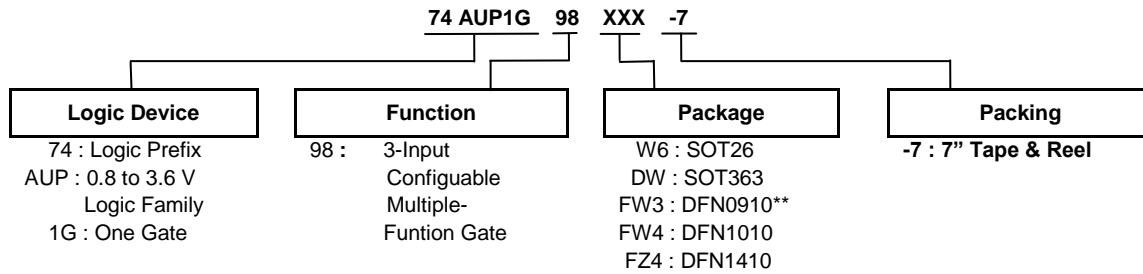 74 AUP1G 98 XXX -7
Logic Device
74 : Logic Prefix
AUP : 0.8 to 3.6 V
Logic Family
1G : One Gate
Function
98 : 3-Input
Configuable
Multiple-
Funtion Gate
Package
W6 : SOT26
DW : SOT363
FW3 : DFN0910**
FW4 : DFN1010
FZ4 : DFN1410
Packing
-7 : 7” Tape & Reel